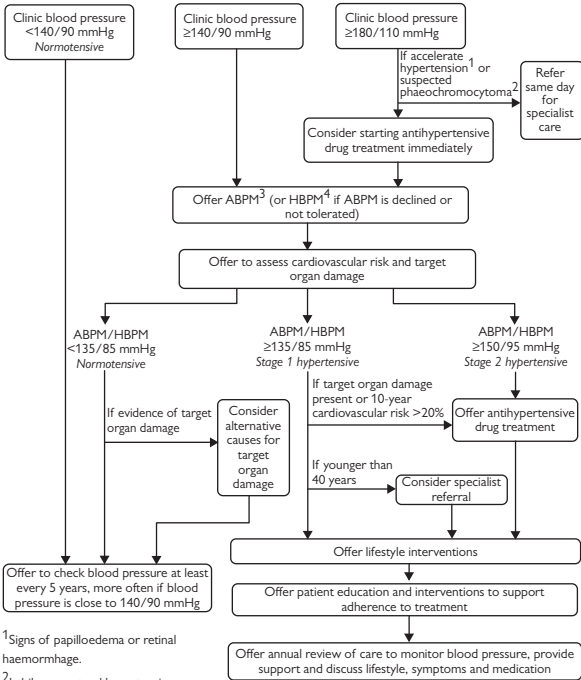 Clinic blood pressure
<140/90 mmHg
Normotensive
Clinic blood pressure
≥140/90 mmHg
Clinic blood pressure
≥180/110 mmHg
If accelerate
hypertension1 or
suspected
phaeochromocytoma2
Refer
same day
for
specialist
care
Consider starting antihypertensive
drug treatment immediately
Offer ABPM3 (or HBPM4 if ABPM is declined or
not tolerated)
Offer to assess cardiovascular risk and target
organ damage
ABPM/HBPM
<135/85 mmHg
Normotensive
ABPM/HBPM
≥135/85 mmHg
Stage 1 hypertensive
ABPM/HBPM
≥150/95 mmHg
Stage 2 hypertensive
If evidence of target
organ damage
Consider
alternative
causes for
target
organ
damage
If target organ damage
present or 10-year
cardiovascular risk >20%
Offer antihypertensive
drug treatment
If younger than
40 years
Consider specialist
referral
Offer lifestyle interventions
Offer to check blood pressure at least
every 5 years, more often if blood
pressure is close to 140/90 mmHg
Offer patient education and interventions to support
adherence to treatment
Offer annual review of care to monitor blood pressure, provide
support and discuss lifestyle, symptoms and medication
1Signs of papilloedema or retinal
haemormhage.